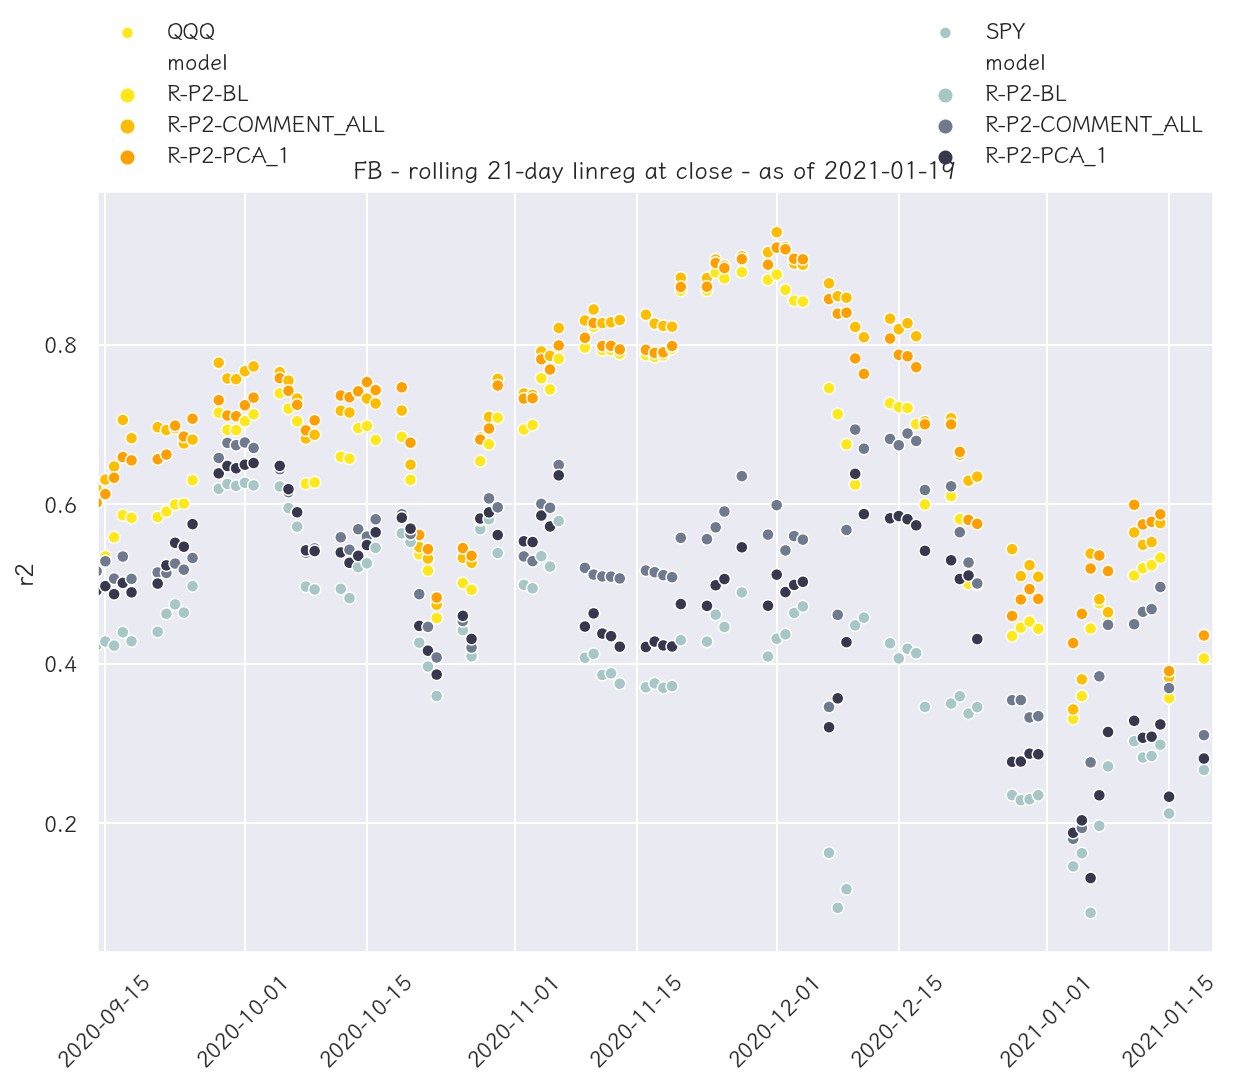 QQQ
model
R-P2-BL
R-P2-COMMENT_ALL
R-P2-PCA_1
SPY
model
R-P2-BL
R-P2-COMMENT_ALL
R-P2-PCA_1
FB - rolling 21-day linreg at close - as of 2021-01-19
r2
0.8
0.6
0.4
0.2
2020-09-15
2020-10-01
2020-10-15
2020-11-01
2020-11-15
2020-12-01
2020-12-15
2021-01-01
2021-01-15